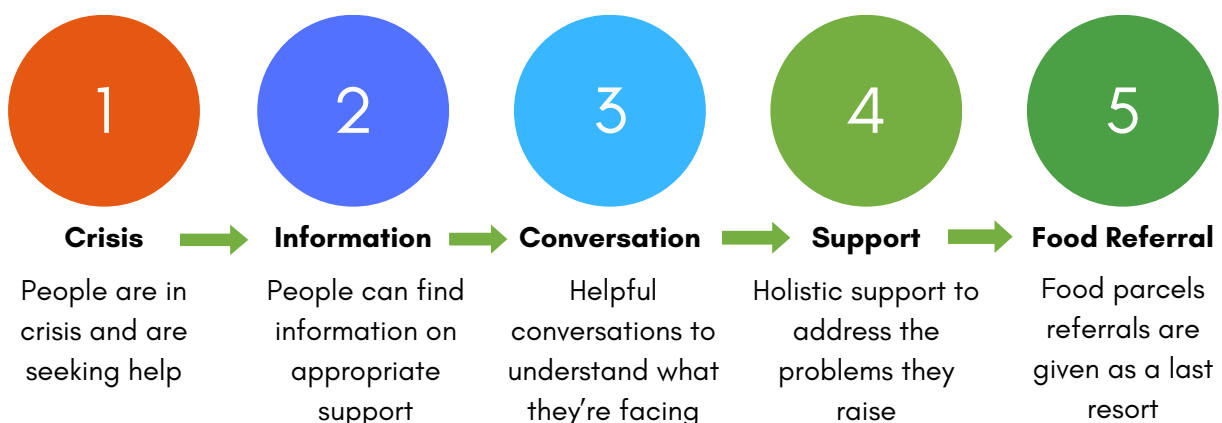 1
2
3
4
5
Crisis
Information
Conversation
Support
Food Referral
People are in
crisis and are
seeking help
People can find
information on
appropriate
support
Helpful
conversations to
understand what
they’re facing
Holistic support to
address the
problems they
raise
Food parcels
referrals are
given as a last
resort